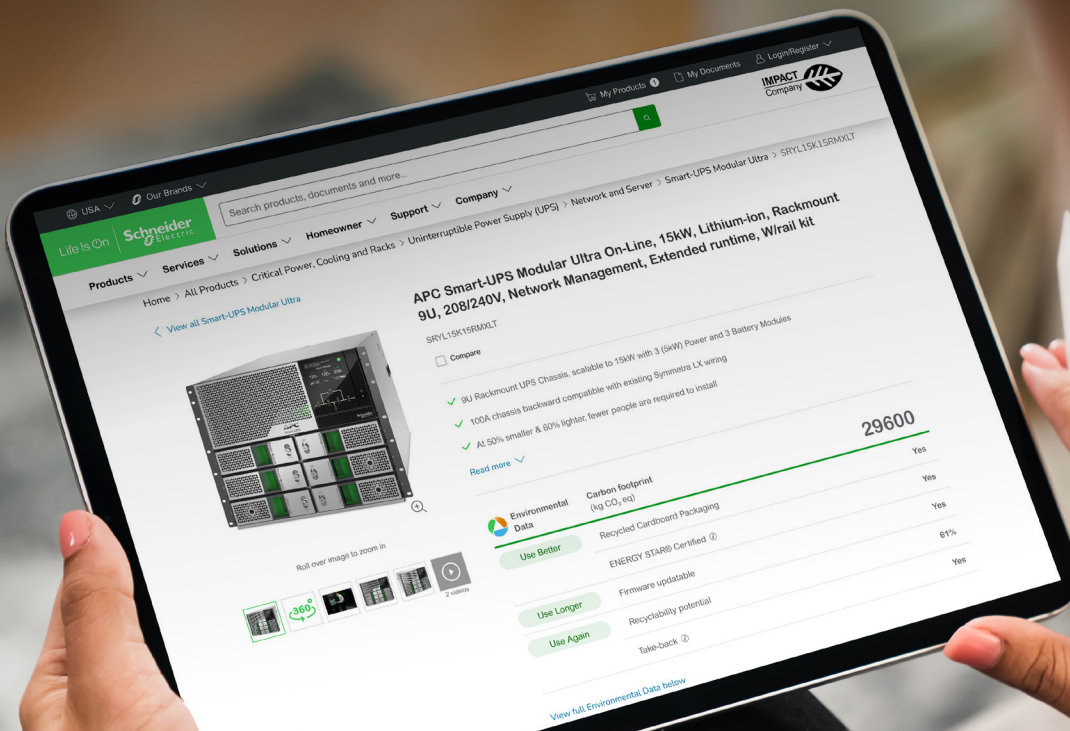 USA
Our Brands
My Products 1
My Documents
Login/Register
Life Is On
Schneider
Electric
Search products, documents and more...
IMPACT
Company
Products
Services
Solutions
Homeowner
Support
Company
Home > All Products > Critical Power, Cooling and Racks > Uninterruptible Power Supply (UPS) > Network and Server > Smart-UPS Modular Ultra > SRYL15K15RMXLT
View all Smart-UPS Modular Ultra
APC Smart-UPS Modular Ultra On-Line, 15kW, Lithium-ion, Rackmount
9U, 208/240V, Network Management, Extended runtime, W/rail kit
SRYL15K15RMXLT
Compare
9U Rackmount UPS Chassis, scalable to 15kW with 3 (5kW) Power and 3 Battery Modules
100A chassis backward compatible with existing Symmetra LX wiring
At 50% smaller & 60% lighter, fewer people are required to install
Read more
Roll over image to zoom in
360°
2 videos
Environmental
Data
Carbon footprint
(kg CO₂ eq)
29600
Use Better
Recycled Cardboard Packaging
Yes
ENERGY STAR® Certified
Yes
Use Longer
Firmware updatable
Yes
Use Again
Recyclability potential
61%
Take-back
Yes
View full Environmental Data below